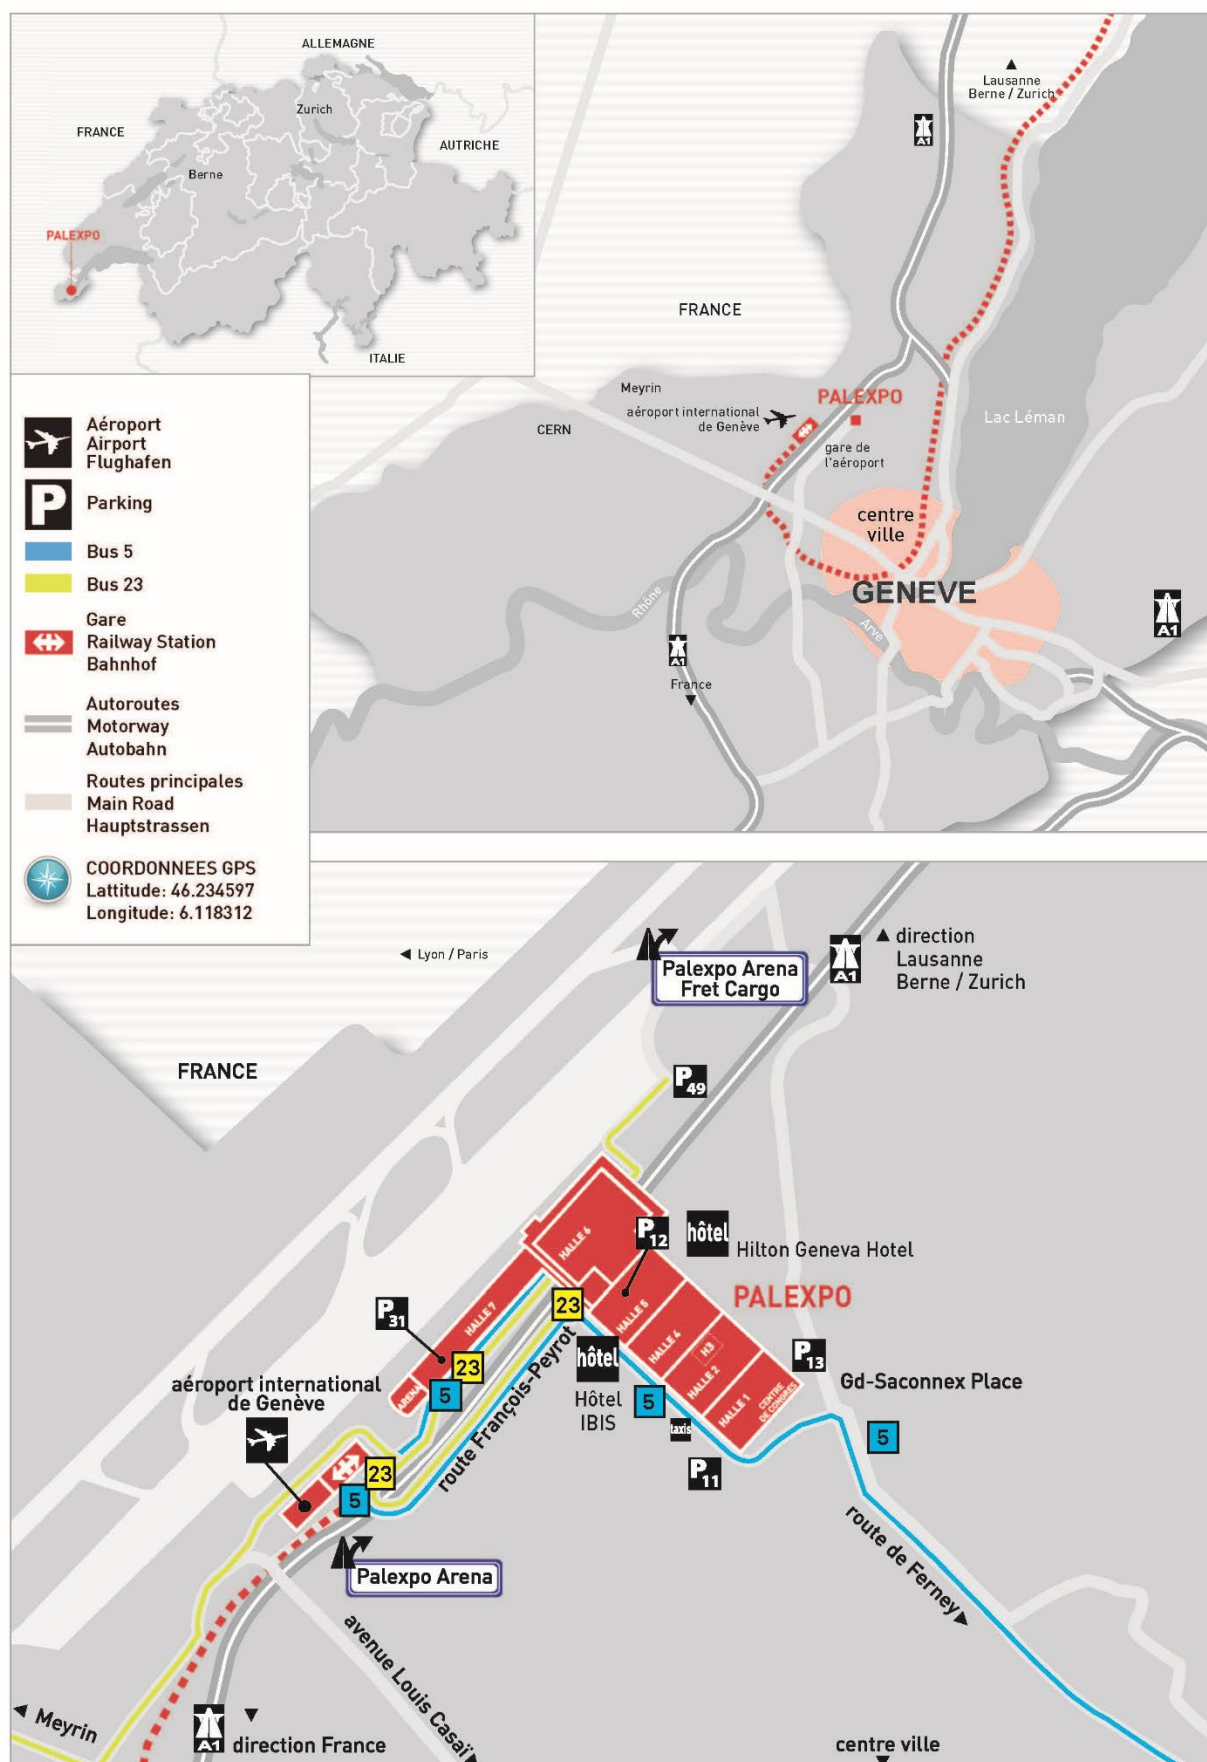 ALLEMAGNE
Zurich
FRANCE
AUTRICHE
Berne
PALEXPO
ITALIE
Lausanne
Berne / Zurich
A1
FRANCE
Meyrin
PALEXPO
aéroport international
de Genève
CERN
gare de
l'aéroport
Lac Léman
centre
ville
GENEVE
Rhône
Arve
A1
A1
France
Aéroport
Airport
Flughafen
P
Parking
Bus 5
Bus 23
Gare
Railway Station
Bahnhof
Autoroutes
Motorway
Autobahn
Routes principales
Main Road
Hauptstrassen
COORDONNEES GPS
Lattitude: 46.234597
Longitude: 6.118312
Lyon / Paris
Palexpo Arena
Fret Cargo
A1
direction
Lausanne
Berne / Zurich
FRANCE
P49
HALLE 6
P12
hôtel
Hilton Geneva Hotel
PALEXPO
HALLE 7
P31
23
HALLE 5
HALLE 4
H3
HALLE 2
HALLE 1
CENTRE
DE CONGRES
P13
Gd-Saconnex Place
hôtel
Hôtel
IBIS
5
taxis
P11
5
23
5
ARENA
aéroport international
de Genève
route François-Peyrot
23
5
Palexpo Arena
route de Ferney
avenue Louis Casaï
Meyrin
A1
direction France
centre ville